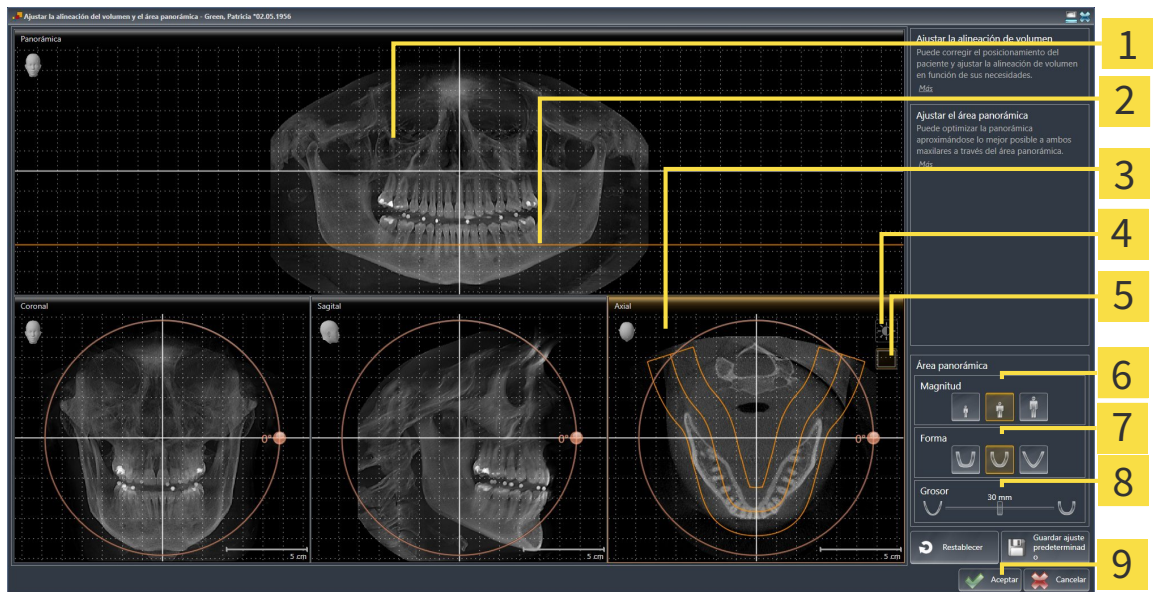 Ajustar la alineación del volumen y el área panorámica - Green, Patricia *02.05.1956
Panorámica
Ajustar la alineación de volumen
Puede corregir el posicionamiento del
paciente y ajustar la alineación de volumen
en función de sus necesidades.
Más
Ajustar el área panorámica
Puede optimizar la panorámica
aproximándose lo mejor posible a ambos
maxilares a través del área panorámica.
Más
1
2
3
4
5
6
7
8
9
Coronal
0°
5 cm
Sagital
0°
5 cm
Axial
0°
5 cm
Área panorámica
Magnitud
Forma
Grosor
30 mm
Restablecer
Guardar ajuste
predeterminad
o
Aceptar
Cancelar